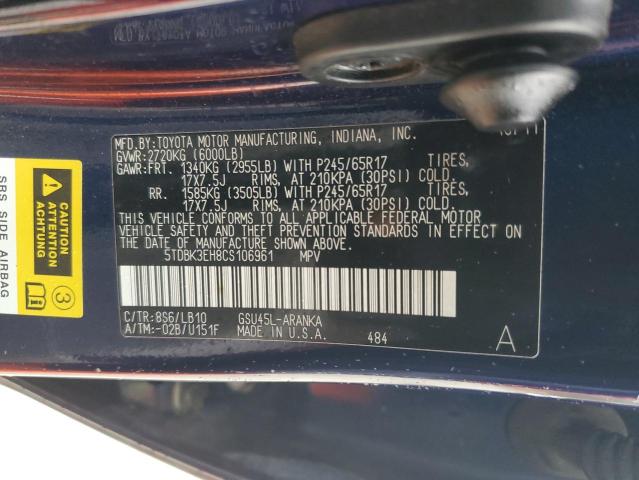 MFD.BY:TOYOTA MOTOR MANUFACTURING, INDIANA, INC.
GVWR:2720KG (6000LB)
GAWR:FRT. 1340KG (2955LB) WITH P245/65R17 TIRES,
17X7.5J RIMS, AT 210KPA (30PSI) COLD.
RR. 1585KG (3505LB) WITH P245/65R17 TIRES,
17X7.5J RIMS, AT 210KPA (30PSI) COLD.
THIS VEHICLE CONFORMS TO ALL APPLICABLE FEDERAL MOTOR
VEHICLE SAFETY AND THEFT PREVENTION STANDARDS IN EFFECT
ON THE DATE OF MANUFACTURE SHOWN ABOVE.
5TDBK3EH8CS106961 MPV
C/TR:8S6/LB10 GSU45L-ARANKA
A/TM:-02B/U151F MADE IN U.S.A.
484
A
SRS SIDE AIRBAG
WARNING
3